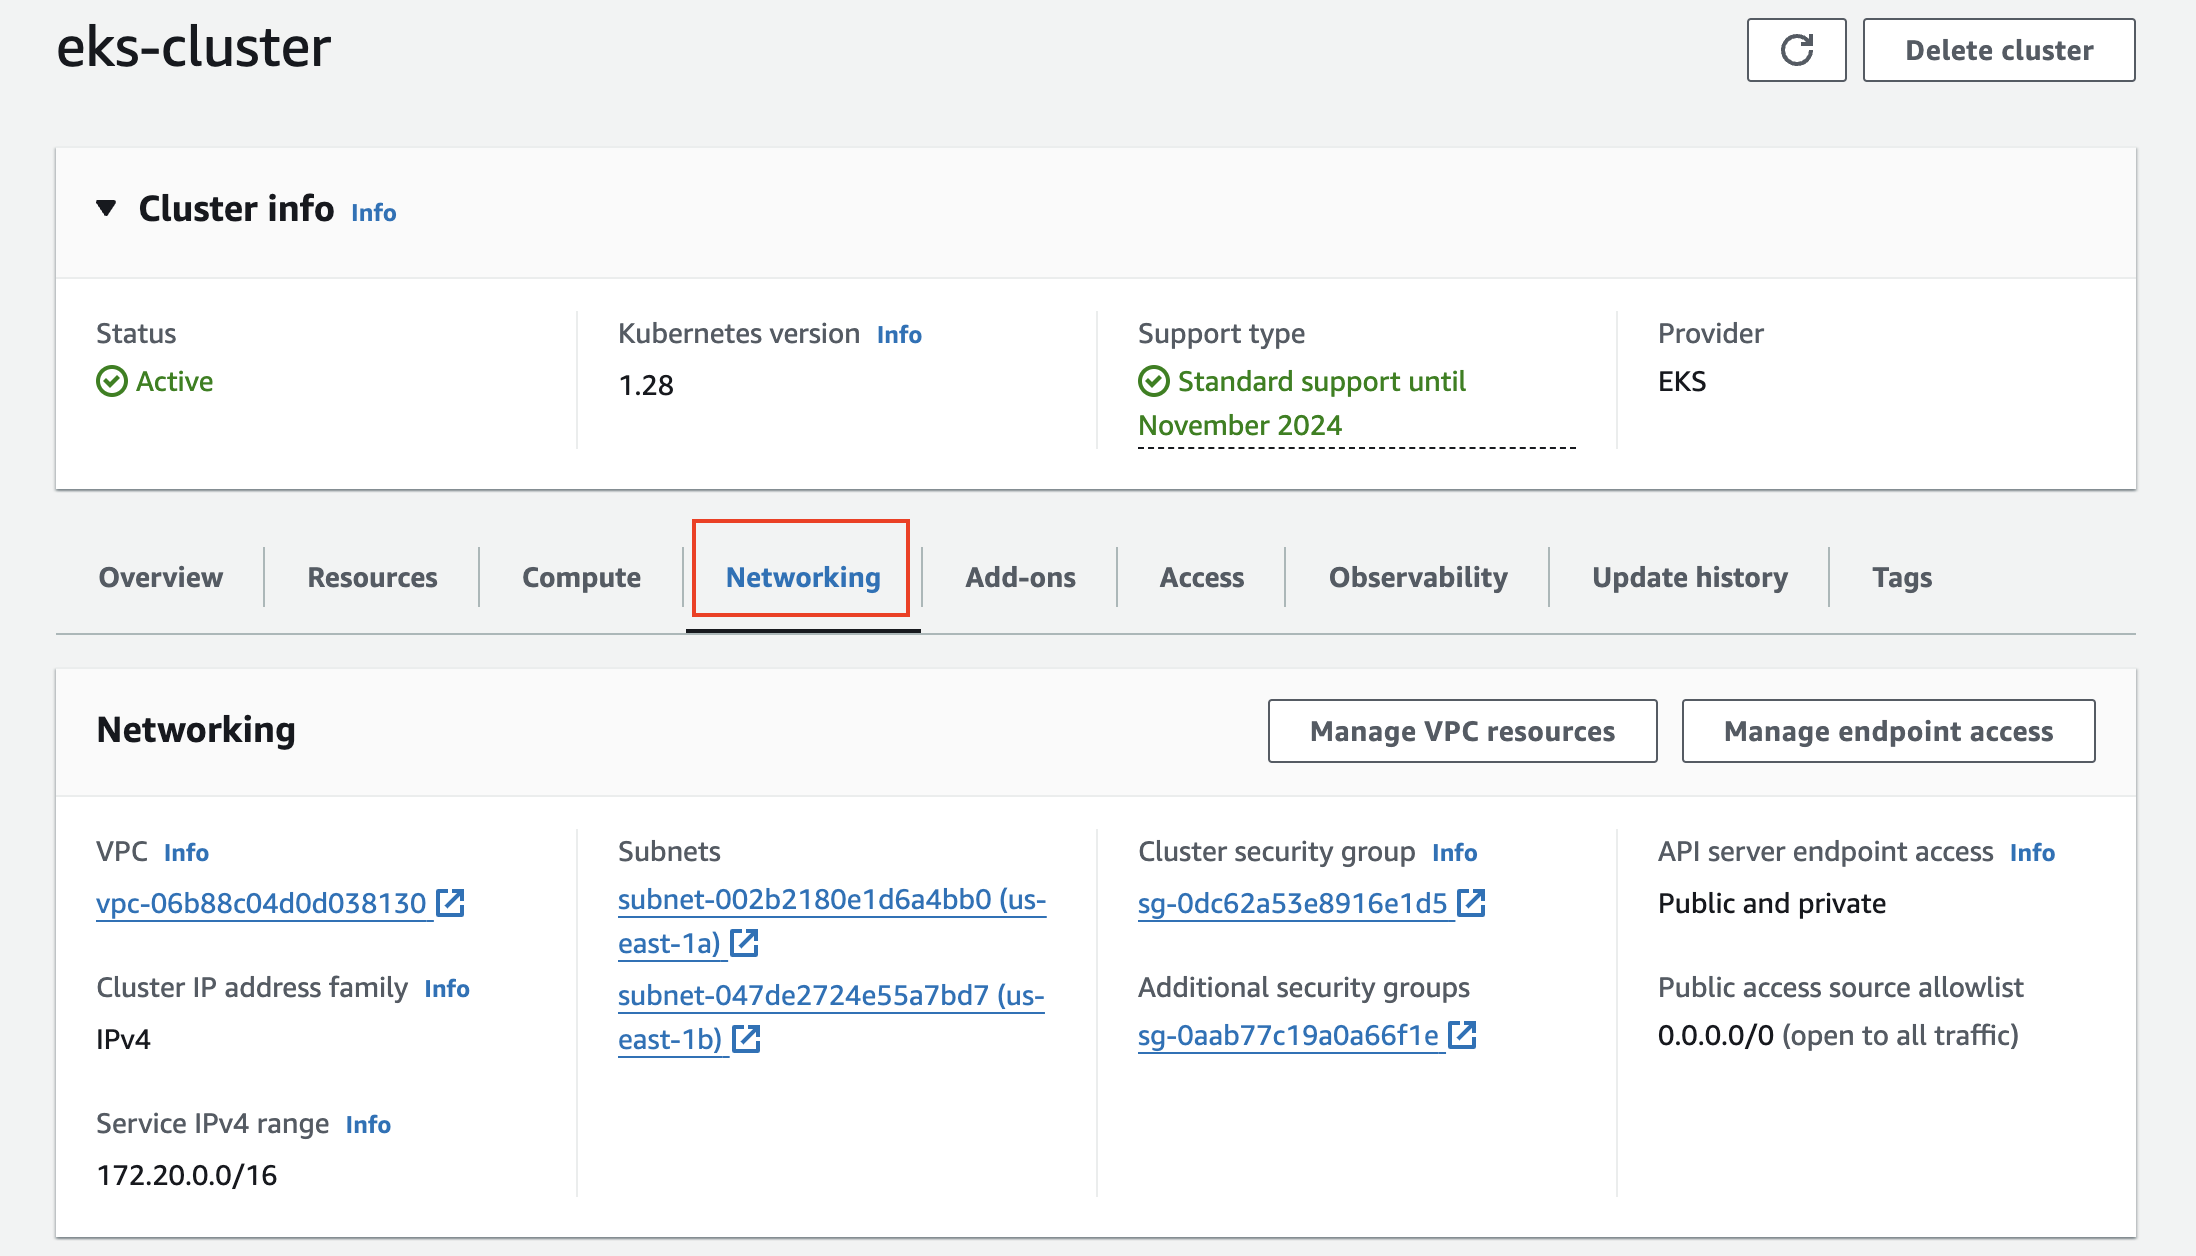 eks-cluster
Delete cluster
Cluster info Info
Status
Active
Kubernetes version Info
1.28
Support type
Standard support until
November 2024
Provider
EKS
Overview
Resources
Compute
Networking
Add-ons
Access
Observability
Update history
Tags
Networking
Manage VPC resources
Manage endpoint access
VPC Info
vpc-06b88c04d0d038130
Cluster IP address family Info
IPv4
Service IPv4 range Info
172.20.0.0/16
Subnets
subnet-002b2180e1d6a4bb0 (us-
east-1a)
subnet-047de2724e55a7bd7 (us-
east-1b)
Cluster security group Info
sg-0dc62a53e8916e1d5
Additional security groups
sg-0aab77c19a0a66f1e
API server endpoint access Info
Public and private
Public access source allowlist
0.0.0.0/0 (open to all traffic)